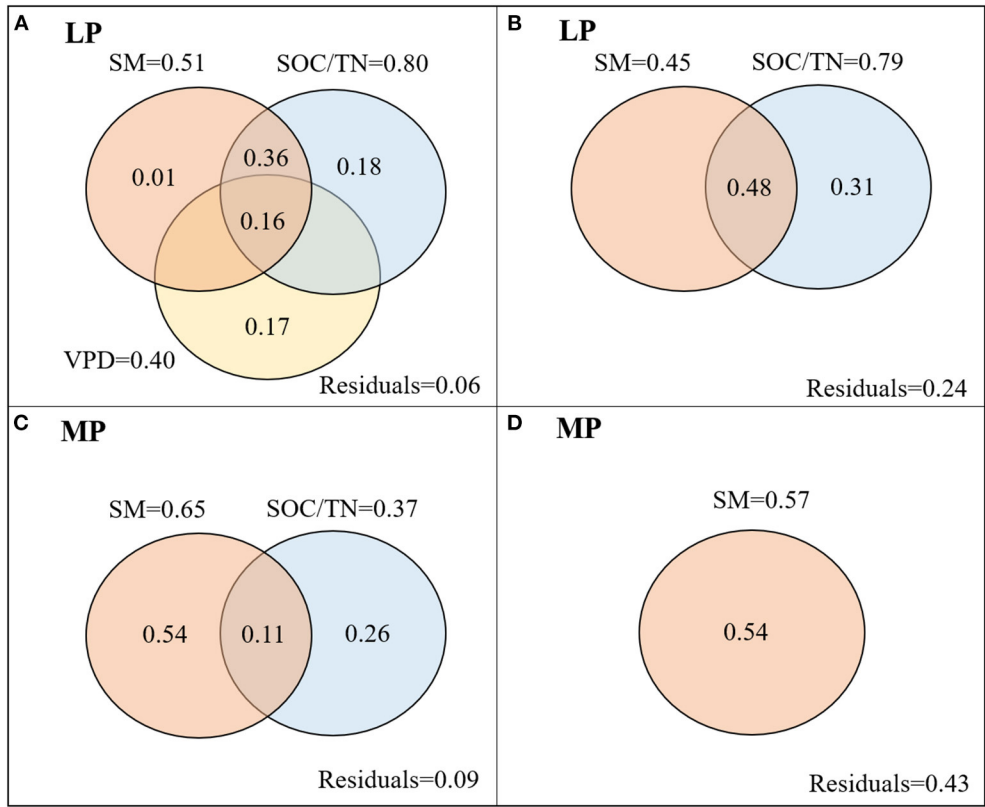 A
LP
SM=0.51
SOC/TN=0.80
0.01
0.36
0.18
0.16
0.17
VPD=0.40
Residuals=0.06
B
LP
SM=0.45
SOC/TN=0.79
0.48
0.31
Residuals=0.24
C
MP
SM=0.65
SOC/TN=0.37
0.54
0.11
0.26
Residuals=0.09
D
MP
SM=0.57
0.54
Residuals=0.43